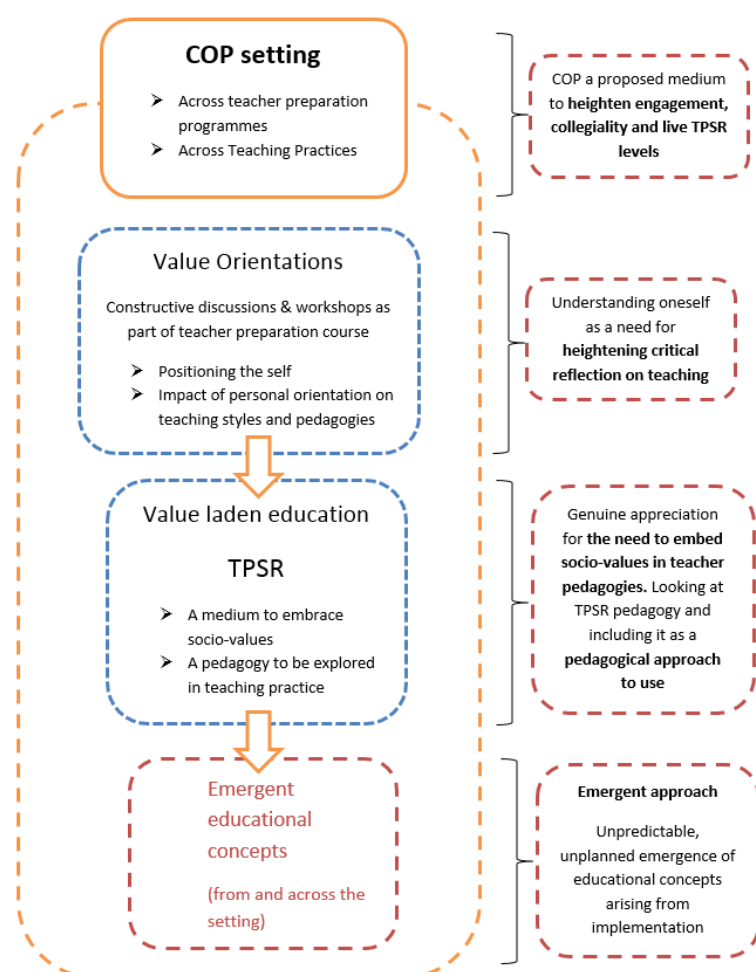 COP setting
➤ Across teacher preparation
programmes
➤ Across Teaching Practices
COP a proposed medium
to heighten engagement,
collegiality and live TPSR
levels
Value Orientations
Constructive discussions & workshops as
part of teacher preparation course
➤ Positioning the self
➤ Impact of personal orientation on
teaching styles and pedagogies
Understanding oneself
as a need for
heightening critical
reflection on teaching
Value laden education
TPSR
➤ A medium to embrace
socio-values
➤ A pedagogy to be explored
in teaching practice
Genuine appreciation
for the need to embed
socio-values in teacher
pedagogies. Looking at
TPSR pedagogy and
including it as a
pedagogical approach
to use
Emergent
educational
concepts
(from and across the
setting)
Emergent approach
Unpredictable,
unplanned emergence of
educational concepts
arising from
implementation